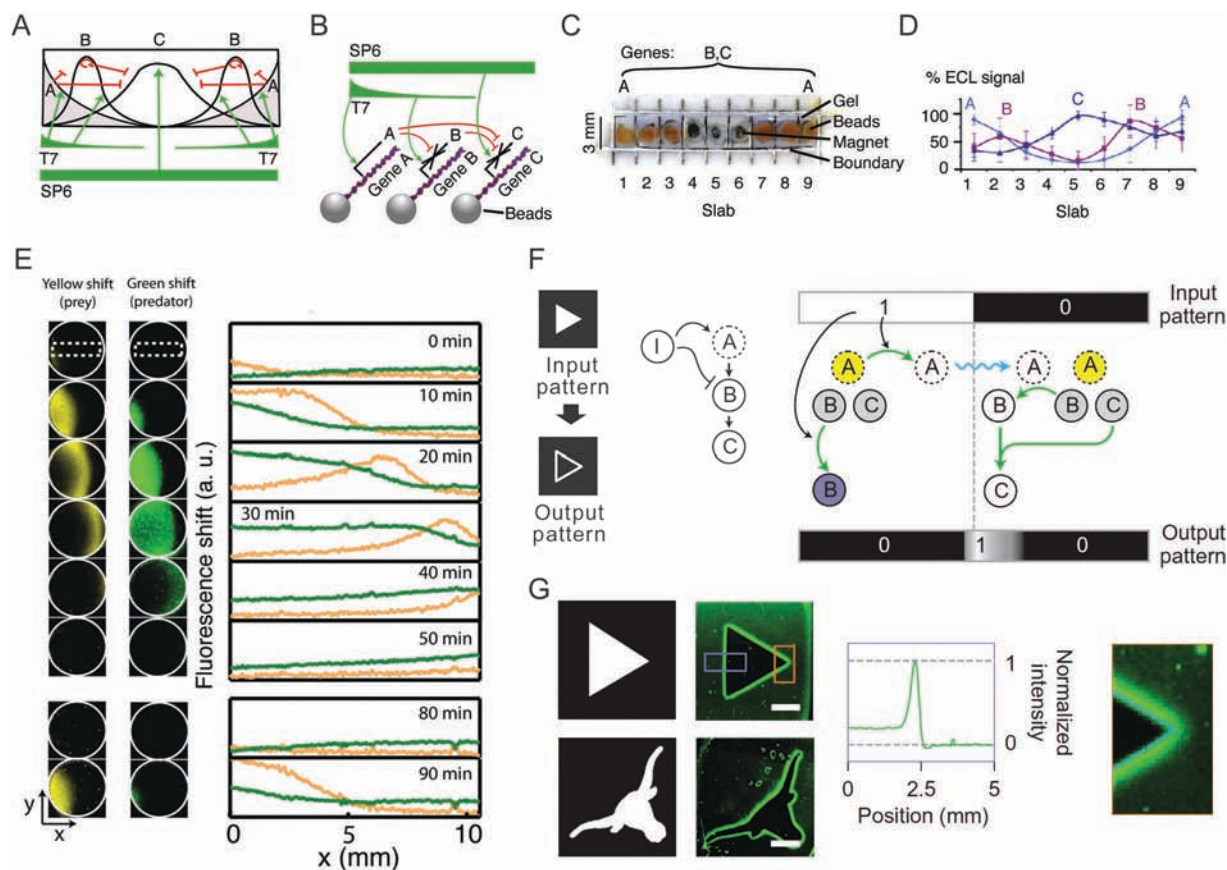 A
B C B
A A
T7 T7
SP6
B
SP6
T7
A B C
Gene A Gene B Gene C
Beads
C
Genes: B,C
A A
Gel
Beads
Magnet
Boundary
3 mm
1 2 3 4 5 6 7 8 9
Slab
D
% ECL signal
A B C B A
100
50
0
1 2 3 4 5 6 7 8 9
Slab
E
Yellow shift
(prey)
Green shift
(predator)
Fluorescence shift (a. u.)
0 min
10 min
20 min
30 min
40 min
50 min
80 min
90 min
y
x
0 5 10
x (mm)
F
Input
pattern
Output
pattern
I A
B
C
1 0
Input
pattern
A A A A
B C B B C
B C
0 1 0
Output
pattern
G
1
0
Normalized
intensity
0 2.5 5
Position (mm)